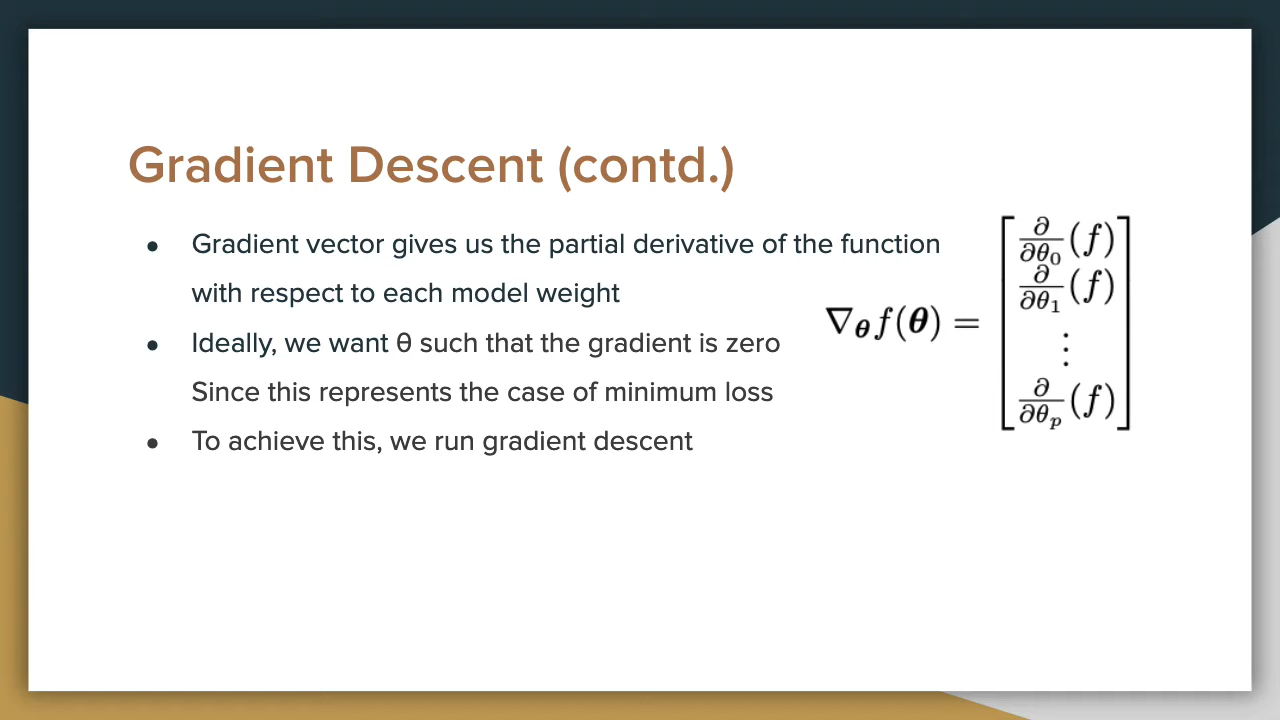 Gradient Descent (contd.)
● Gradient vector gives us the partial derivative of the function
with respect to each model weight
● Ideally, we want θ such that the gradient is zero
Since this represents the case of minimum loss
● To achieve this, we run gradient descent
∇θ f(θ) =
∂/∂θ₀ (f)
∂/∂θ₁ (f)
⋮
∂/∂θₚ (f)